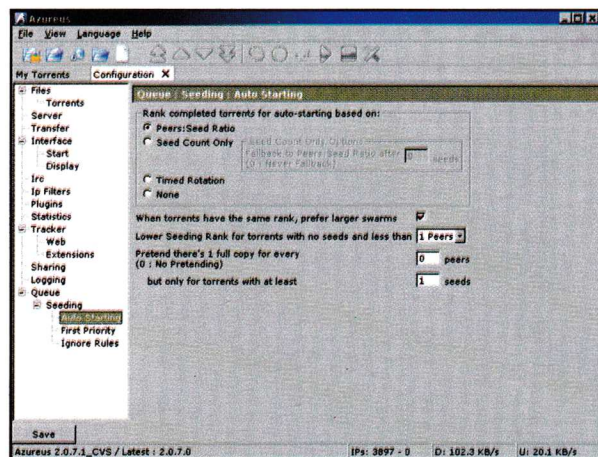 Azureus
File View Language Help
My Torrents Configuration X
Files
Torrents
Server
Transfer
Interface
Start
Display
Irc
Ip Filters
Plugins
Statistics
Tracker
Web
Extensions
Sharing
Logging
Queue
Seeding
Auto Starting
First Priority
Ignore Rules
Queue : Seeding : Auto Starting
Rank completed torrents for auto-starting based on:
Peers:Seed Ratio
Seed Count Only
Seed Count Only Options
Fallback to Peers:Seed Ratio after 0 seeds
(0 : Never Fallback)
Timed Rotation
None
When torrents have the same rank, prefer larger swarms
Lower Seeding Rank for torrents with no seeds and less than 1 Peers
Pretend there's 1 full copy for every 0 peers
(0 : No Pretending)
but only for torrents with at least 1 seeds
Save
Azureus 2.0.7.1_CVS / Latest : 2.0.7.0 IPs: 3897 - 0 D: 102.3 KB/s U: 20.1 KB/s